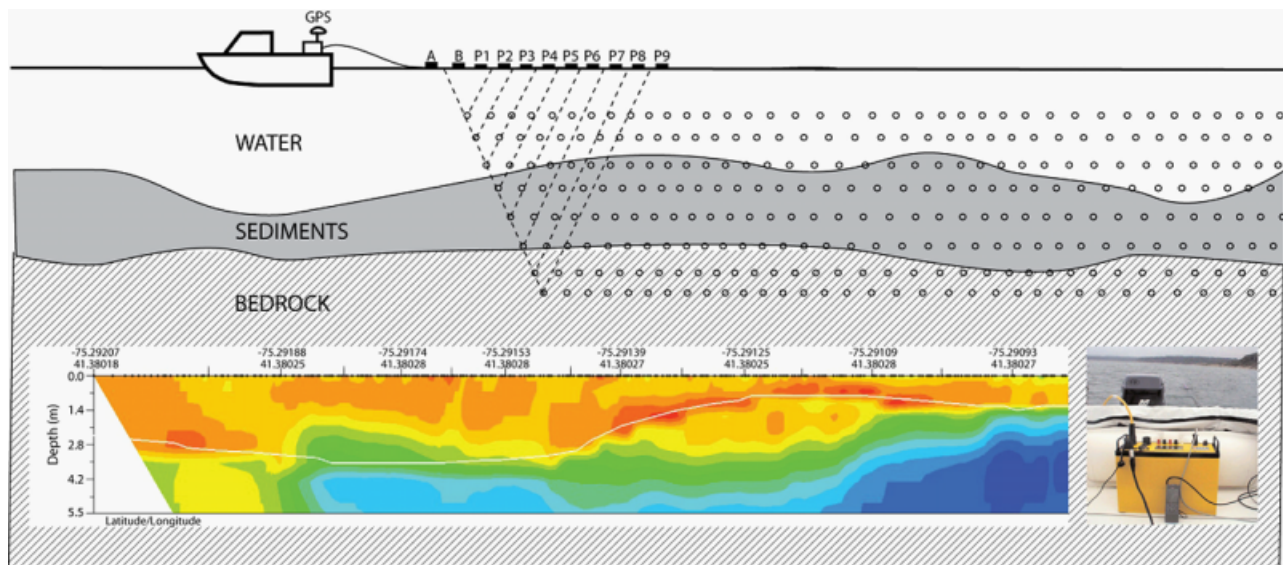 GPS
A B P1 P2 P3 P4 P5 P6 P7 P8 P9
WATER
SEDIMENTS
BEDROCK
-75.29207 -75.29188 -75.29174 -75.29153 -75.29139 -75.29125 -75.29109 -75.29093
41.38018 41.38025 41.38028 41.38028 41.38027 41.38025 41.38028 41.38027
0.0
1.4
2.8
4.2
5.5
Depth (m)
Latitude/Longitude